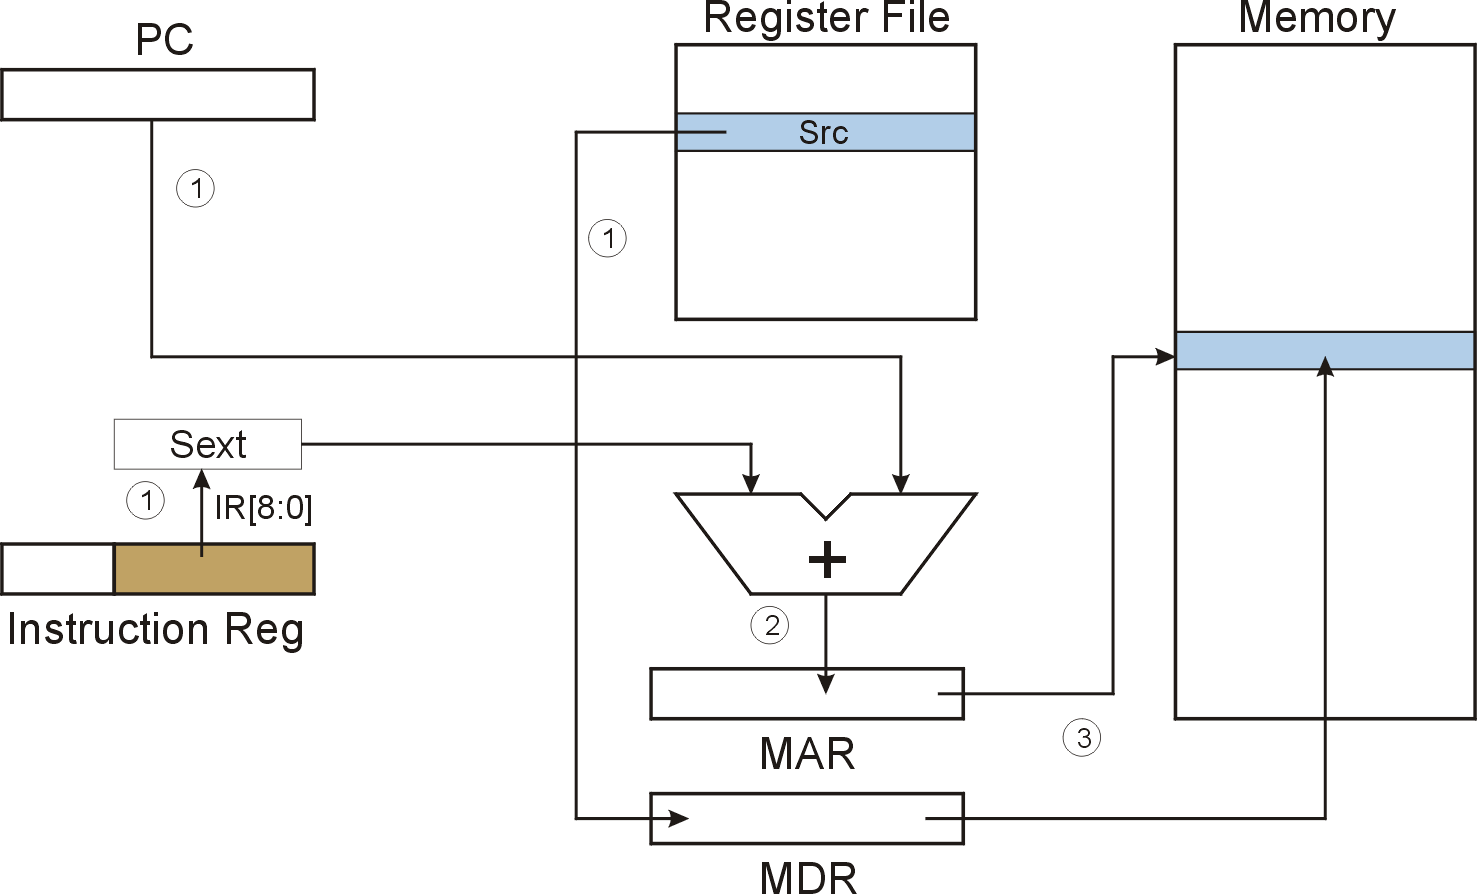 PC
Register File
Memory
Src
1
1
Sext
1
IR[8:0]
+
Instruction Reg
2
MAR
3
MDR